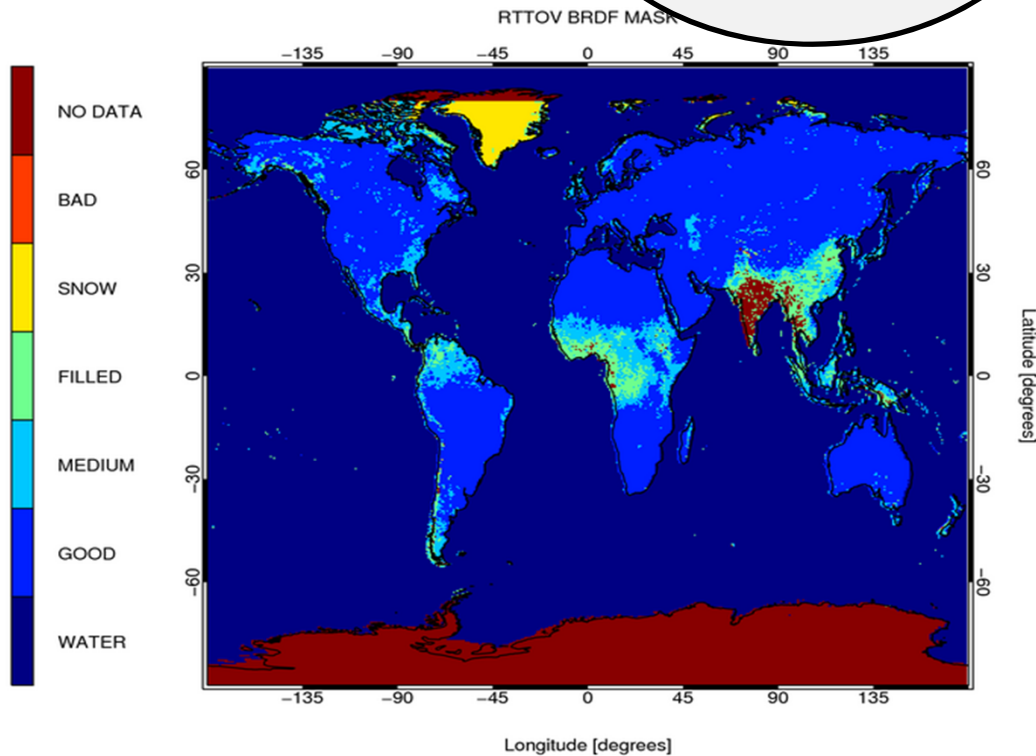 RTTOV BRDF MASK
−135 −90 −45 0 45 90 135
NO DATA
BAD
SNOW
FILLED
MEDIUM
GOOD
WATER
60
30
0
−30
−60
60
30
0
−30
−60
Latitude [degrees]
−135 −90 −45 0 45 90 135
Longitude [degrees]